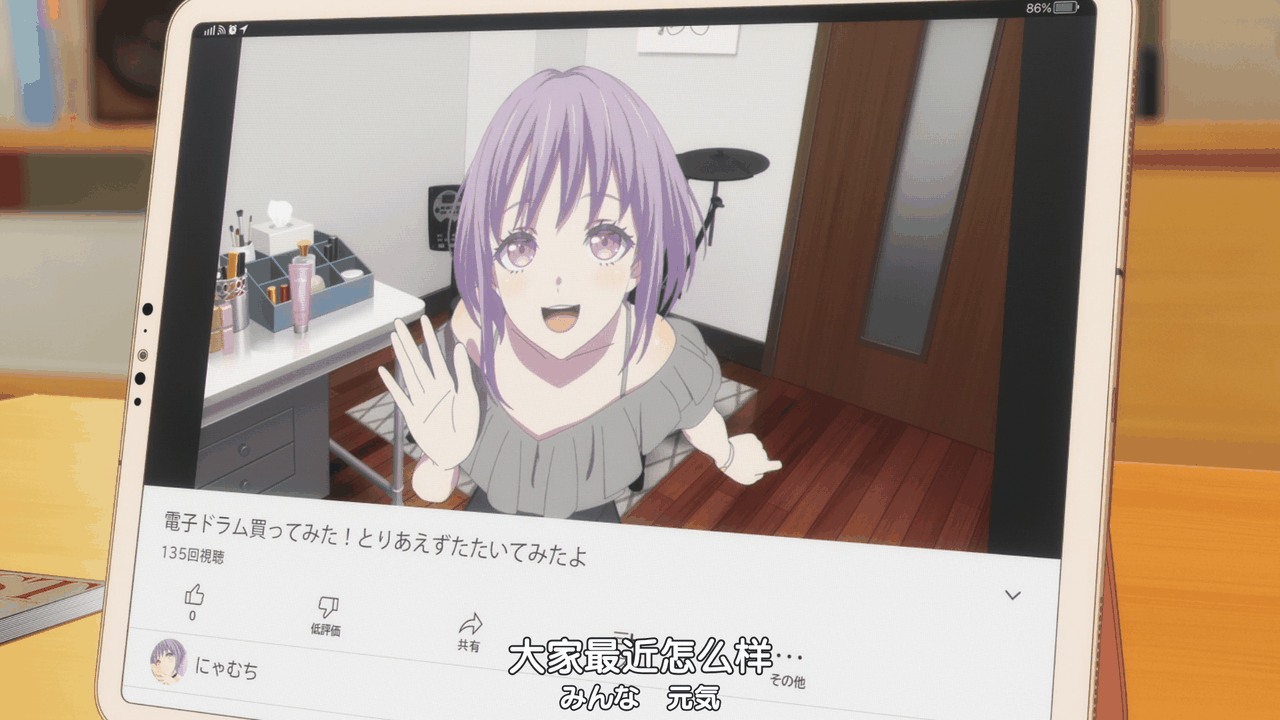 86%
電子ドラム買ってみた！とりあえずたたいてみたよ
135回視聴
0
低評価
共有
その他
にゃむち
大家最近怎么样…
みんな 元気